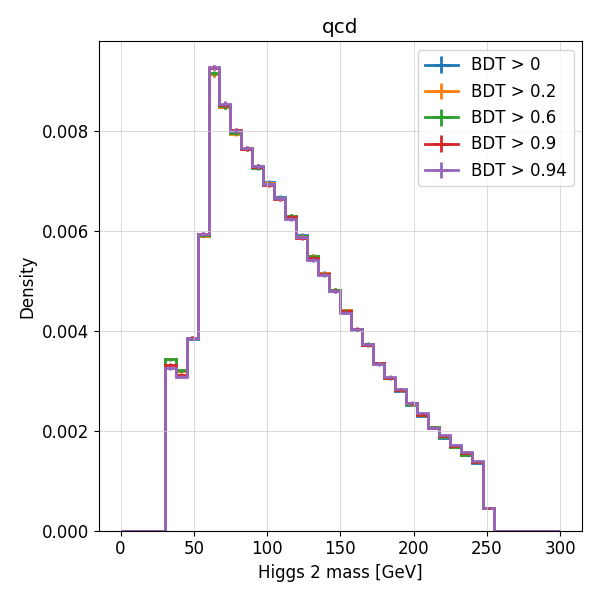 qcd
BDT > 0
BDT > 0.2
BDT > 0.6
BDT > 0.9
BDT > 0.94
Density
0.008
0.006
0.004
0.002
0.000
0 50 100 150 200 250 300
Higgs 2 mass [GeV]